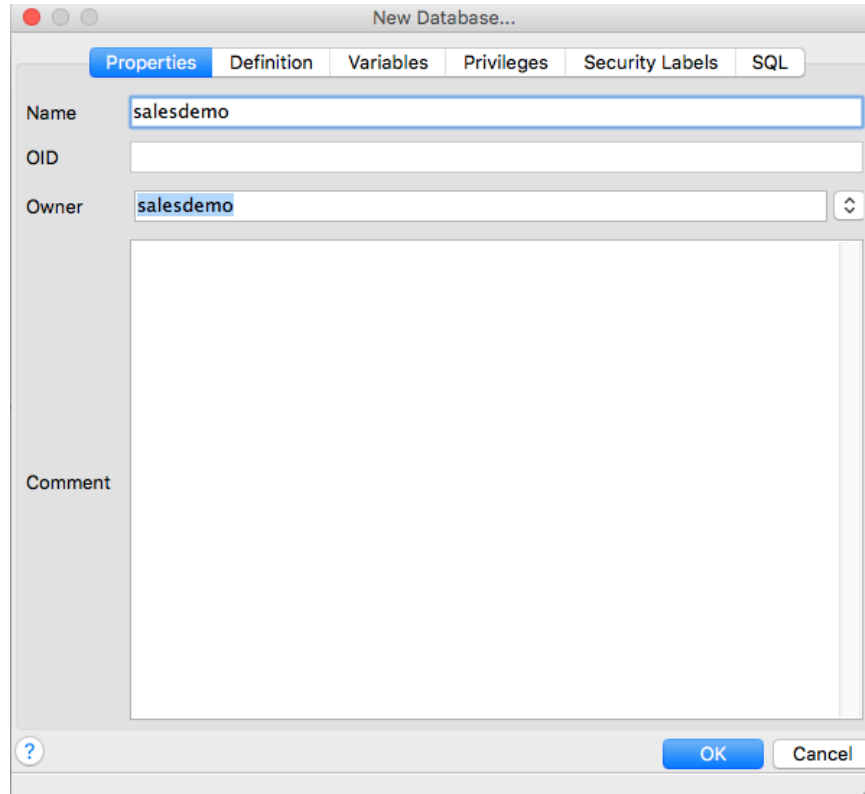 New Database...
Properties Definition Variables Privileges Security Labels SQL
Name salesdemo
OID
Owner salesdemo
Comment
? OK Cancel